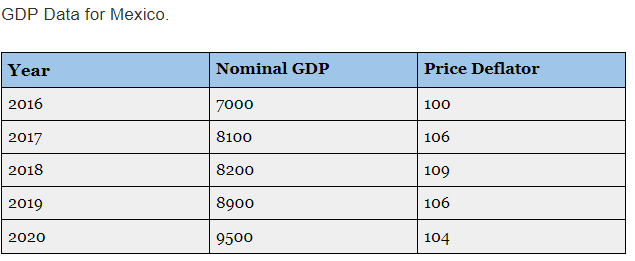 GDP Data for Mexico.
Year Nominal GDP Price Deflator
2016 7000 100
2017 8100 106
2018 8200 109
2019 8900 106
2020 9500 104